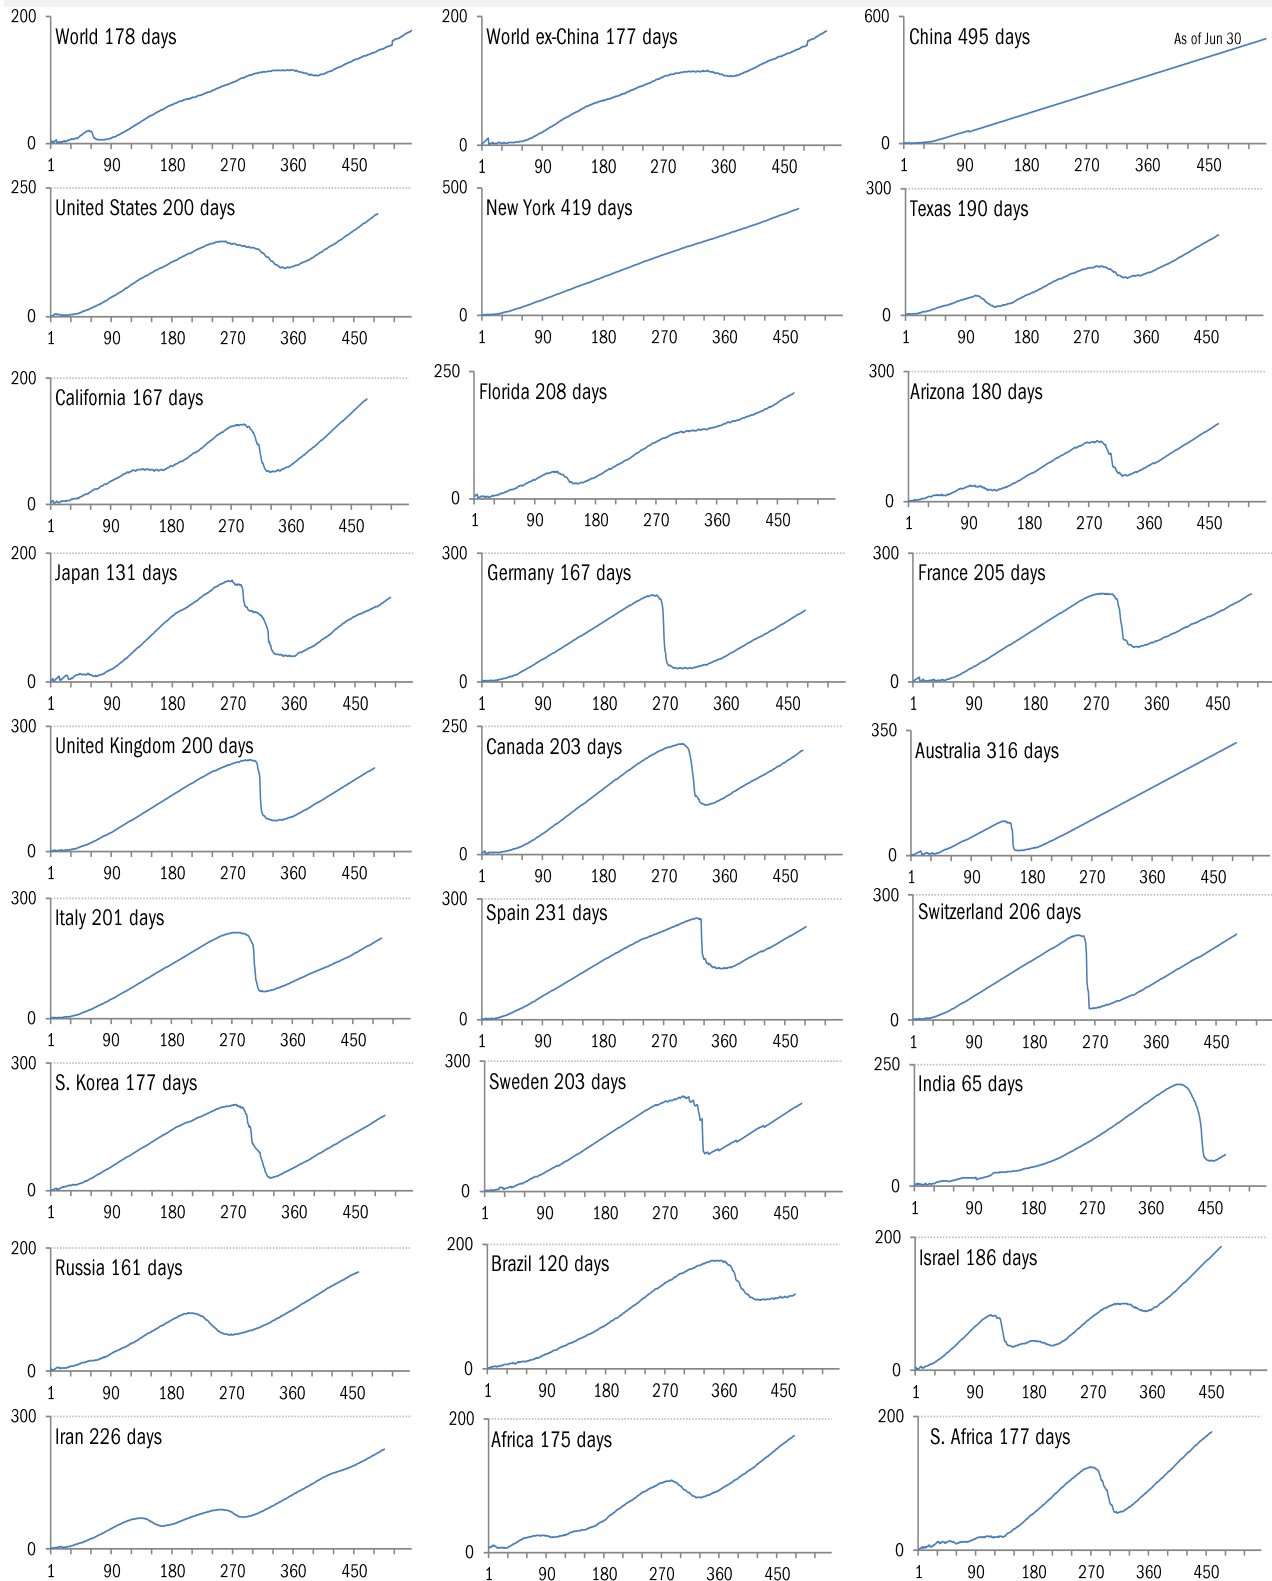 200 World 178 days
0
1 90 180 270 360 450
200 World ex-China 177 days
0
1 90 180 270 360 450
600 China 495 days As of Jun 30
0
1 90 180 270 360 450
250 United States 200 days
0
1 90 180 270 360 450
500 New York 419 days
0
1 90 180 270 360 450
300 Texas 190 days
0
1 90 180 270 360 450
200 California 167 days
0
1 90 180 270 360 450
250 Florida 208 days
0
1 90 180 270 360 450
300 Arizona 180 days
0
1 90 180 270 360 450
200 Japan 131 days
0
1 90 180 270 360 450
300 Germany 167 days
0
1 90 180 270 360 450
300 France 205 days
0
1 90 180 270 360 450
300 United Kingdom 200 days
0
1 90 180 270 360 450
250 Canada 203 days
0
1 90 180 270 360 450
350 Australia 316 days
0
1 90 180 270 360 450
300 Italy 201 days
0
1 90 180 270 360 450
300 Spain 231 days
0
1 90 180 270 360 450
300 Switzerland 206 days
0
1 90 180 270 360 450
300 S. Korea 177 days
0
1 90 180 270 360 450
300 Sweden 203 days
0
1 90 180 270 360 450
250 India 65 days
0
1 90 180 270 360 450
200 Russia 161 days
0
1 90 180 270 360 450
200 Brazil 120 days
0
1 90 180 270 360 450
200 Israel 186 days
0
1 90 180 270 360 450
300 Iran 226 days
0
1 90 180 270 360 450
200 Africa 175 days
0
1 90 180 270 360 450
200 S. Africa 177 days
0
1 90 180 270 360 450